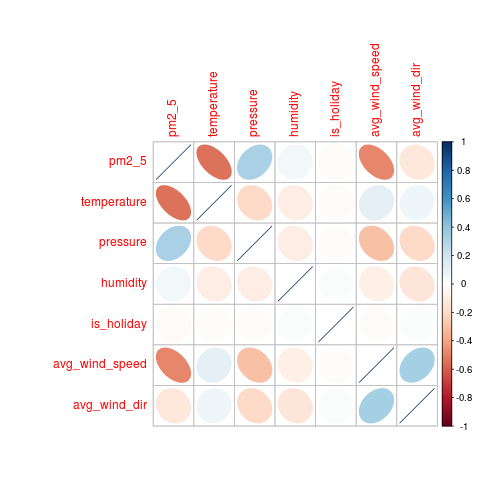 pm2_5
temperature
pressure
humidity
is_holiday
avg_wind_speed
avg_wind_dir
pm2_5
temperature
pressure
humidity
is_holiday
avg_wind_speed
avg_wind_dir
1
0.8
0.6
0.4
0.2
0
-0.2
-0.4
-0.6
-0.8
-1